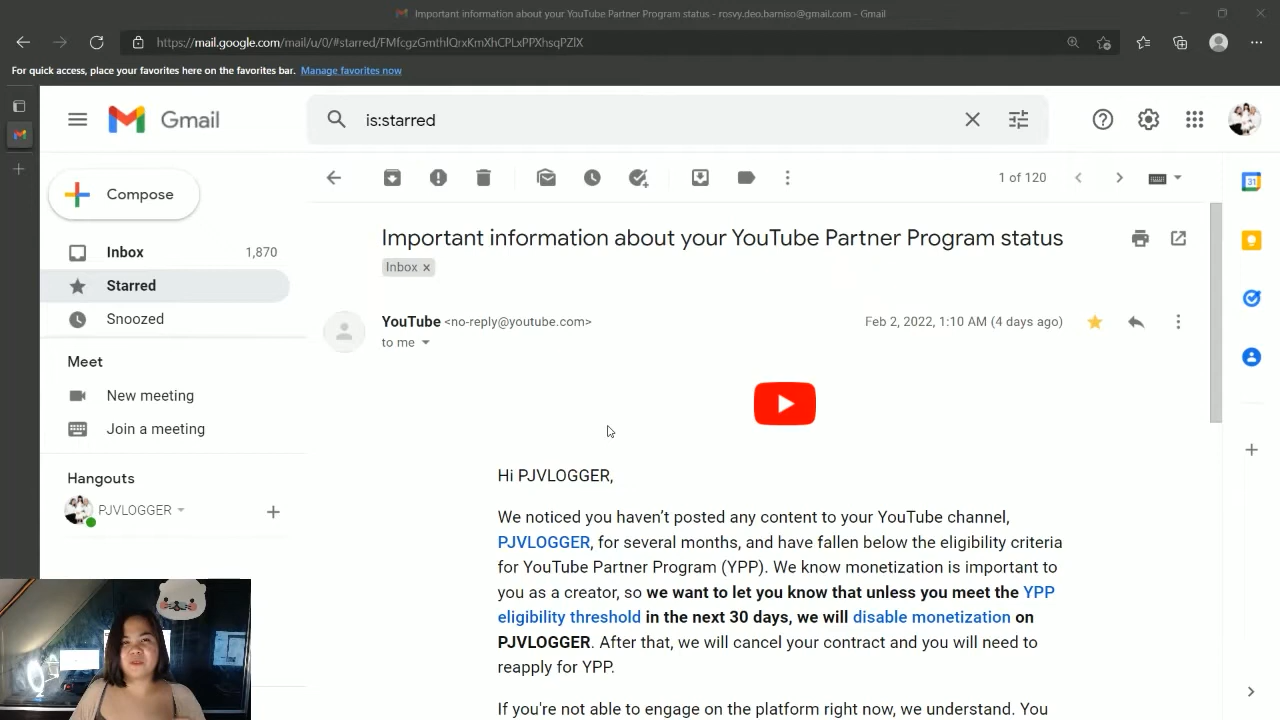 Important information about your YouTube Partner Program status - rosvy.deo.barniso@gmail.com - Gmail
https://mail.google.com/mail/u/0/#starred/FMfcgzGmthlQrxKmXhCPLxPPXhsqPZlX
For quick access, place your favorites here on the favorites bar. Manage favorites now
Gmail
is:starred
Compose
1 of 120
Important information about your YouTube Partner Program status
Inbox 1,870
Inbox x
Starred
Snoozed
YouTube <no-reply@youtube.com>
Feb 2, 2022, 1:10 AM (4 days ago)
to me
Meet
New meeting
Join a meeting
Hangouts
PJVLOGGER
31
Hi PJVLOGGER,
We noticed you haven't posted any content to your YouTube channel,
PJVLOGGER, for several months, and have fallen below the eligibility criteria
for YouTube Partner Program (YPP). We know monetization is important to
you as a creator, so we want to let you know that unless you meet the YPP
eligibility threshold in the next 30 days, we will disable monetization on
PJVLOGGER. After that, we will cancel your contract and you will need to
reapply for YPP.
If you're not able to engage on the platform right now, we understand. You